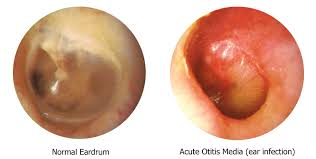 Normal Eardrum
Acute Otitis Media (ear infection)